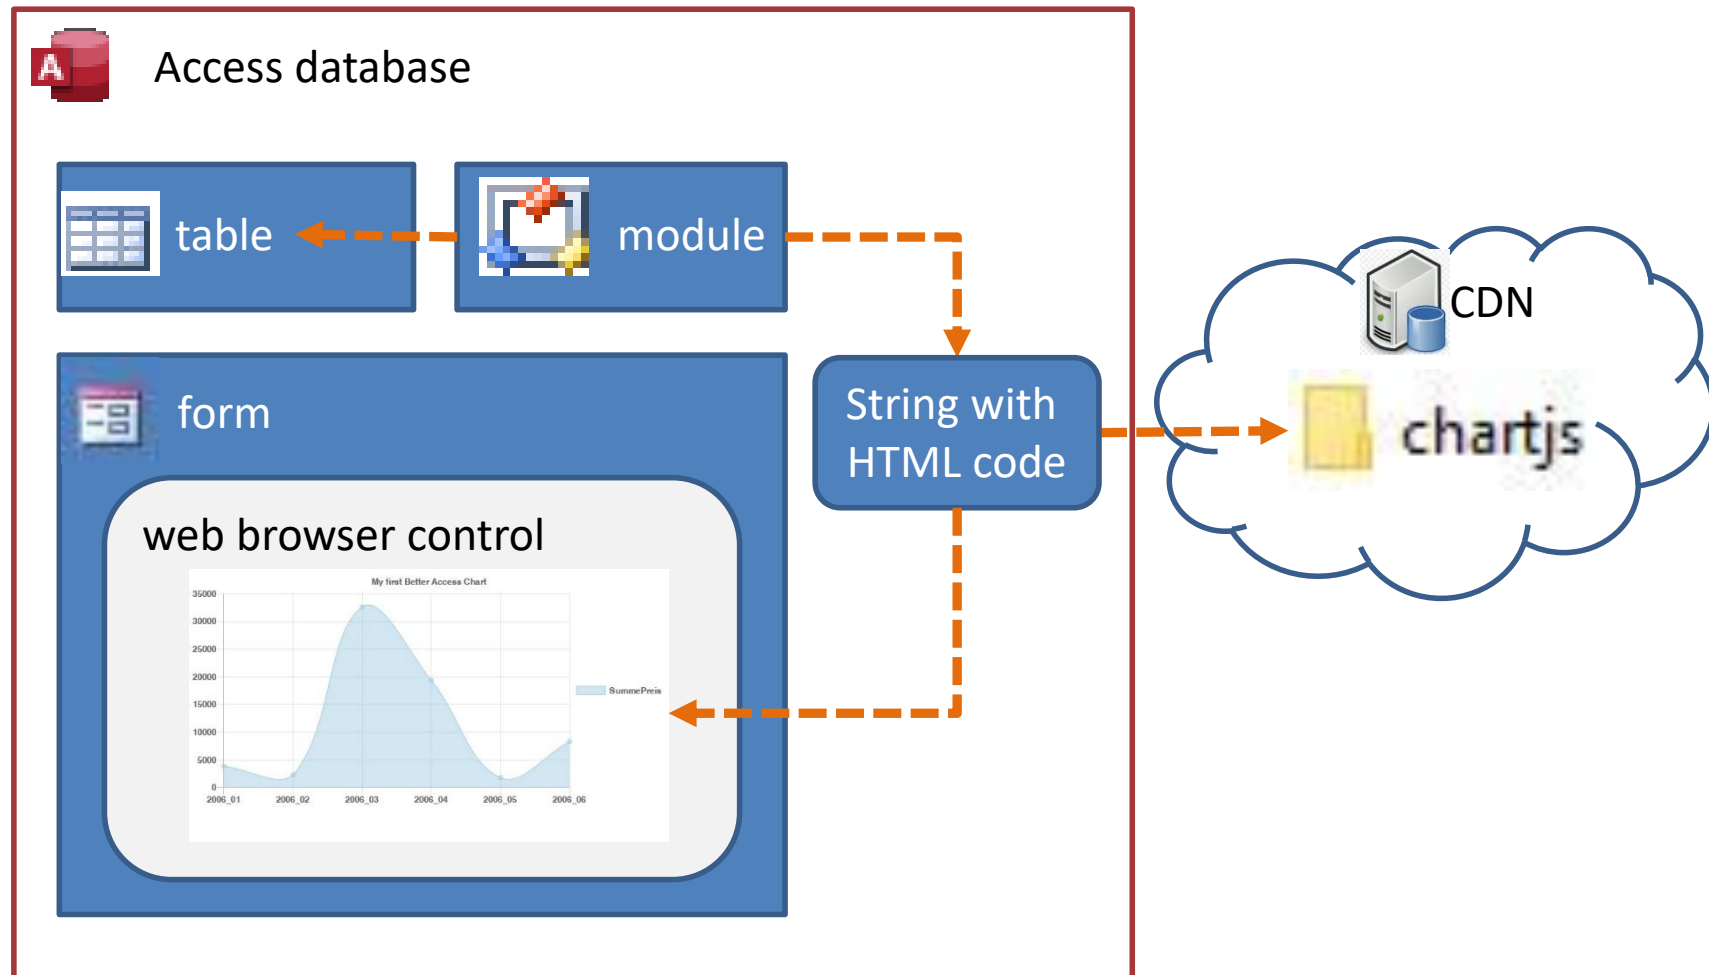 A
Access database
table
module
CDN
form
String with
HTML code
chartjs
web browser control
My first Better Access Chart
35000
30000
25000
20000
15000
10000
5000
0
SummePreis
2006_01 2006_02 2006_03 2006_04 2006_05 2006_06